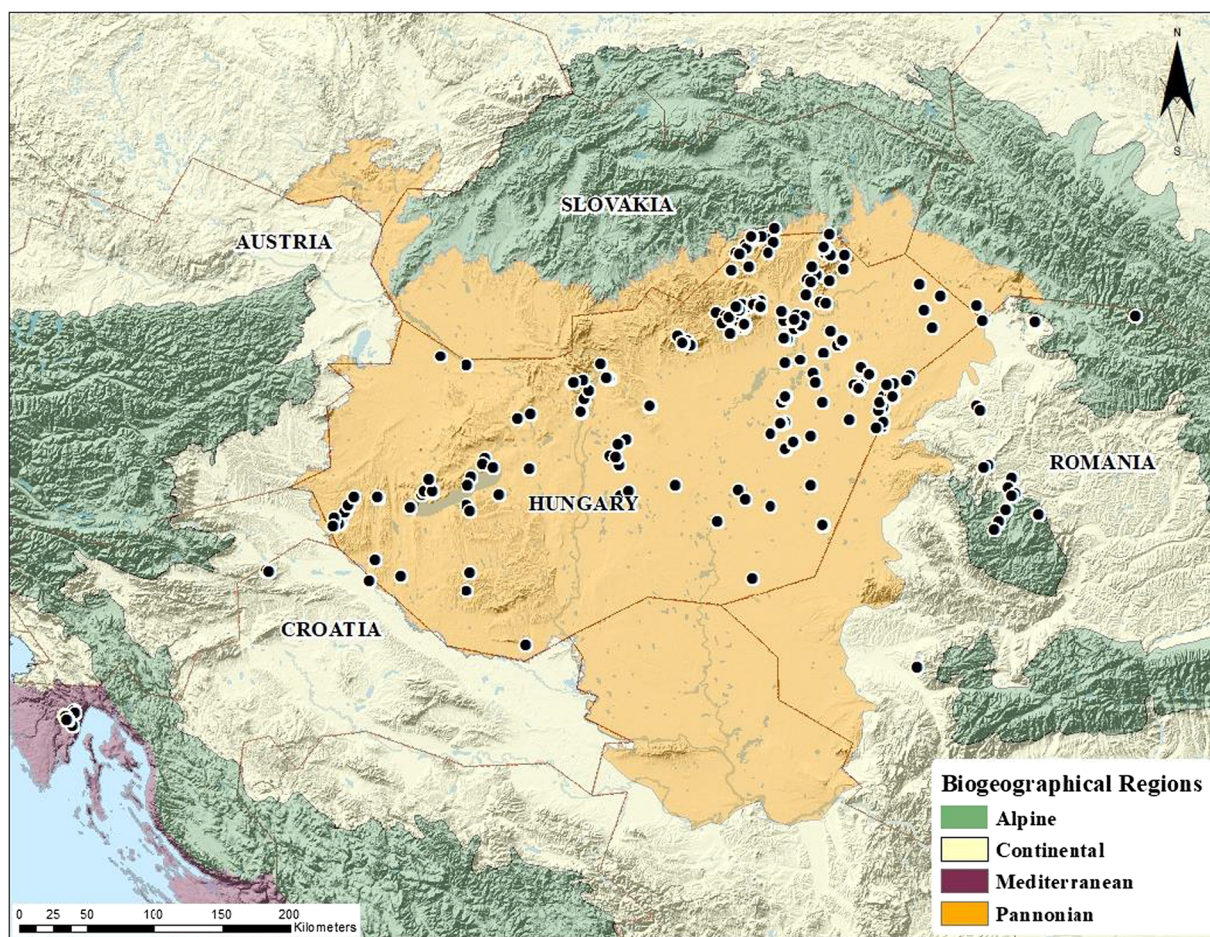 N
S
SLOVAKIA
AUSTRIA
ROMANIA
HUNGARY
CROATIA
Biogeographical Regions
Alpine
Continental
Mediterranean
Pannonian
0 25 50 100 150 200
Kilometers